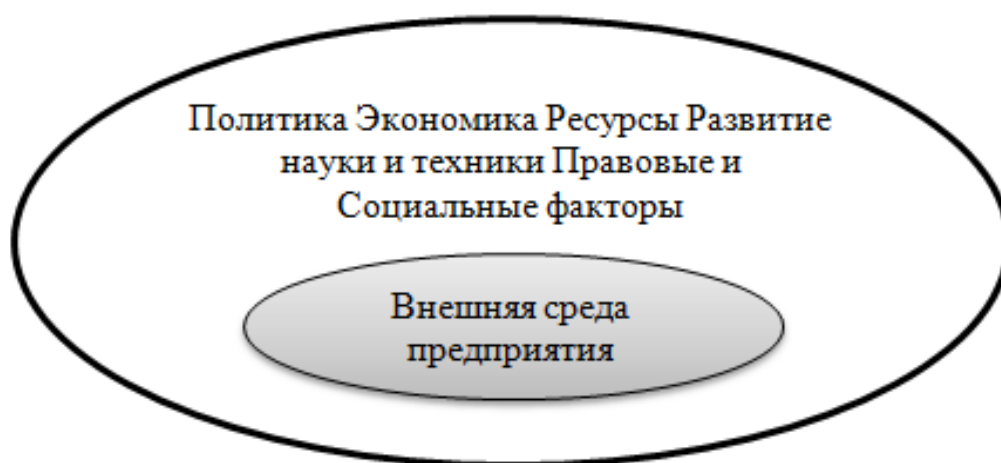 Политика Экономика Ресурсы Развитие
науки и техники Правовые и
Социальные факторы
Внешняя среда
предприятия